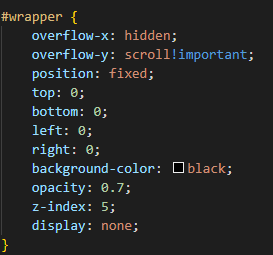 #wrapper {
overflow-x: hidden;
overflow-y: scroll!important;
position: fixed;
top: 0;
bottom: 0;
left: 0;
right: 0;
background-color: black;
opacity: 0.7;
z-index: 5;
display: none;
}